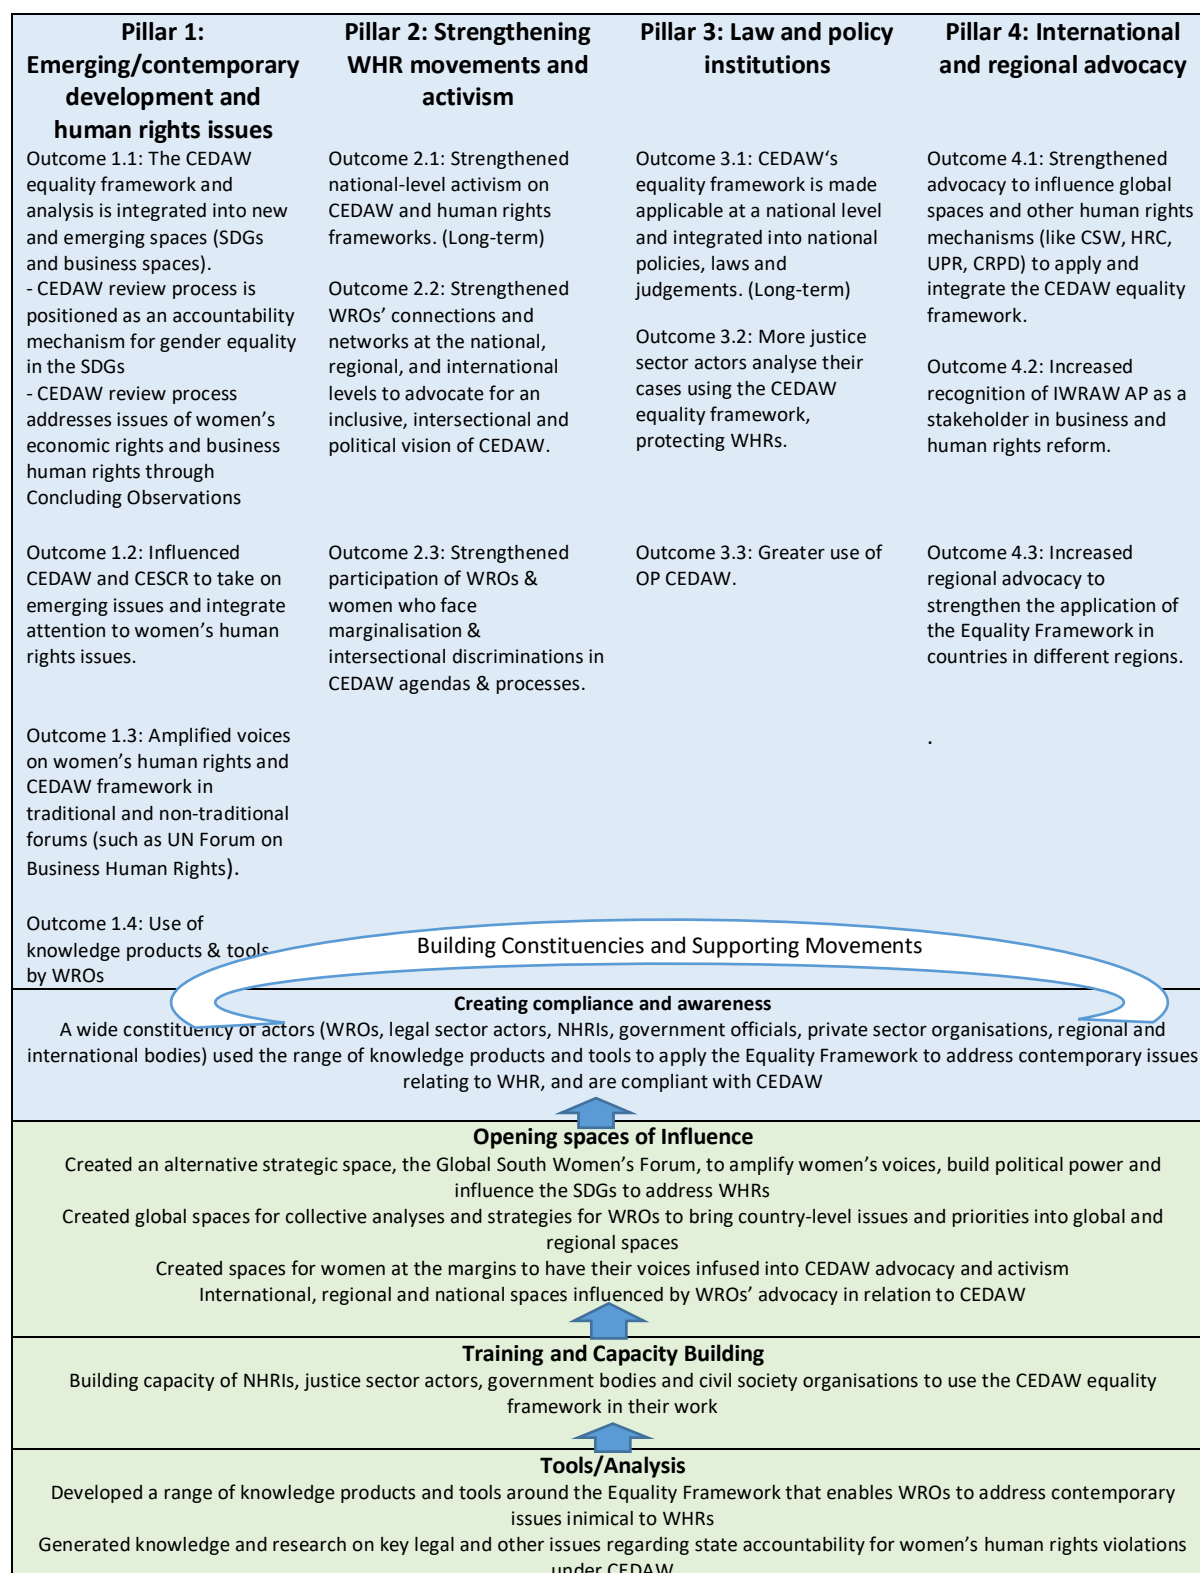 Pillar 1:
Emerging/contemporary
development and
human rights issues
Outcome 1.1: The CEDAW
equality framework and
analysis is integrated into new
and emerging spaces (SDGs
and business spaces).
- CEDAW review process is
positioned as an accountability
mechanism for gender equality
in the SDGs
- CEDAW review process
addresses issues of women’s
economic rights and business
human rights through
Concluding Observations
Outcome 1.2: Influenced
CEDAW and CESCR to take on
emerging issues and integrate
attention to women’s human
rights issues.
Outcome 1.3: Amplified voices
on women’s human rights and
CEDAW framework in
traditional and non-traditional
forums (such as UN Forum on
Business Human Rights).
Outcome 1.4: Use of
knowledge products & tools
by WROs
Pillar 2: Strengthening
WHR movements and
activism
Outcome 2.1: Strengthened
national-level activism on
CEDAW and human rights
frameworks. (Long-term)
Outcome 2.2: Strengthened
WROs’ connections and
networks at the national,
regional, and international
levels to advocate for an
inclusive, intersectional and
political vision of CEDAW.
Outcome 2.3: Strengthened
participation of WROs &
women who face
marginalisation &
intersectional discriminations in
CEDAW agendas & processes.
Pillar 3: Law and policy
institutions
Outcome 3.1: CEDAW‘s
equality framework is made
applicable at a national level
and integrated into national
policies, laws and
judgements. (Long-term)
Outcome 3.2: More justice
sector actors analyse their
cases using the CEDAW
equality framework,
protecting WHRs.
Outcome 3.3: Greater use of
OP CEDAW.
Pillar 4: International
and regional advocacy
Outcome 4.1: Strengthened
advocacy to influence global
spaces and other human rights
mechanisms (like CSW, HRC,
UPR, CRPD) to apply and
integrate the CEDAW equality
framework.
Outcome 4.2: Increased
recognition of IWRAW AP as a
stakeholder in business and
human rights reform.
Outcome 4.3: Increased
regional advocacy to
strengthen the application of
the Equality Framework in
countries in different regions.
.
Building Constituencies and Supporting Movements
Creating compliance and awareness
A wide constituency of actors (WROs, legal sector actors, NHRIs, government officials, private sector organisations, regional and
international bodies) used the range of knowledge products and tools to apply the Equality Framework to address contemporary issues
relating to WHR, and are compliant with CEDAW
Opening spaces of Influence
Created an alternative strategic space, the Global South Women’s Forum, to amplify women’s voices, build political power and
influence the SDGs to address WHRs
Created global spaces for collective analyses and strategies for WROs to bring country-level issues and priorities into global and
regional spaces
Created spaces for women at the margins to have their voices infused into CEDAW advocacy and activism
International, regional and national spaces influenced by WROs’ advocacy in relation to CEDAW
Training and Capacity Building
Building capacity of NHRIs, justice sector actors, government bodies and civil society organisations to use the CEDAW equality
framework in their work
Tools/Analysis
Developed a range of knowledge products and tools around the Equality Framework that enables WROs to address contemporary
issues inimical to WHRs
Generated knowledge and research on key legal and other issues regarding state accountability for women’s human rights violations
under CEDAW